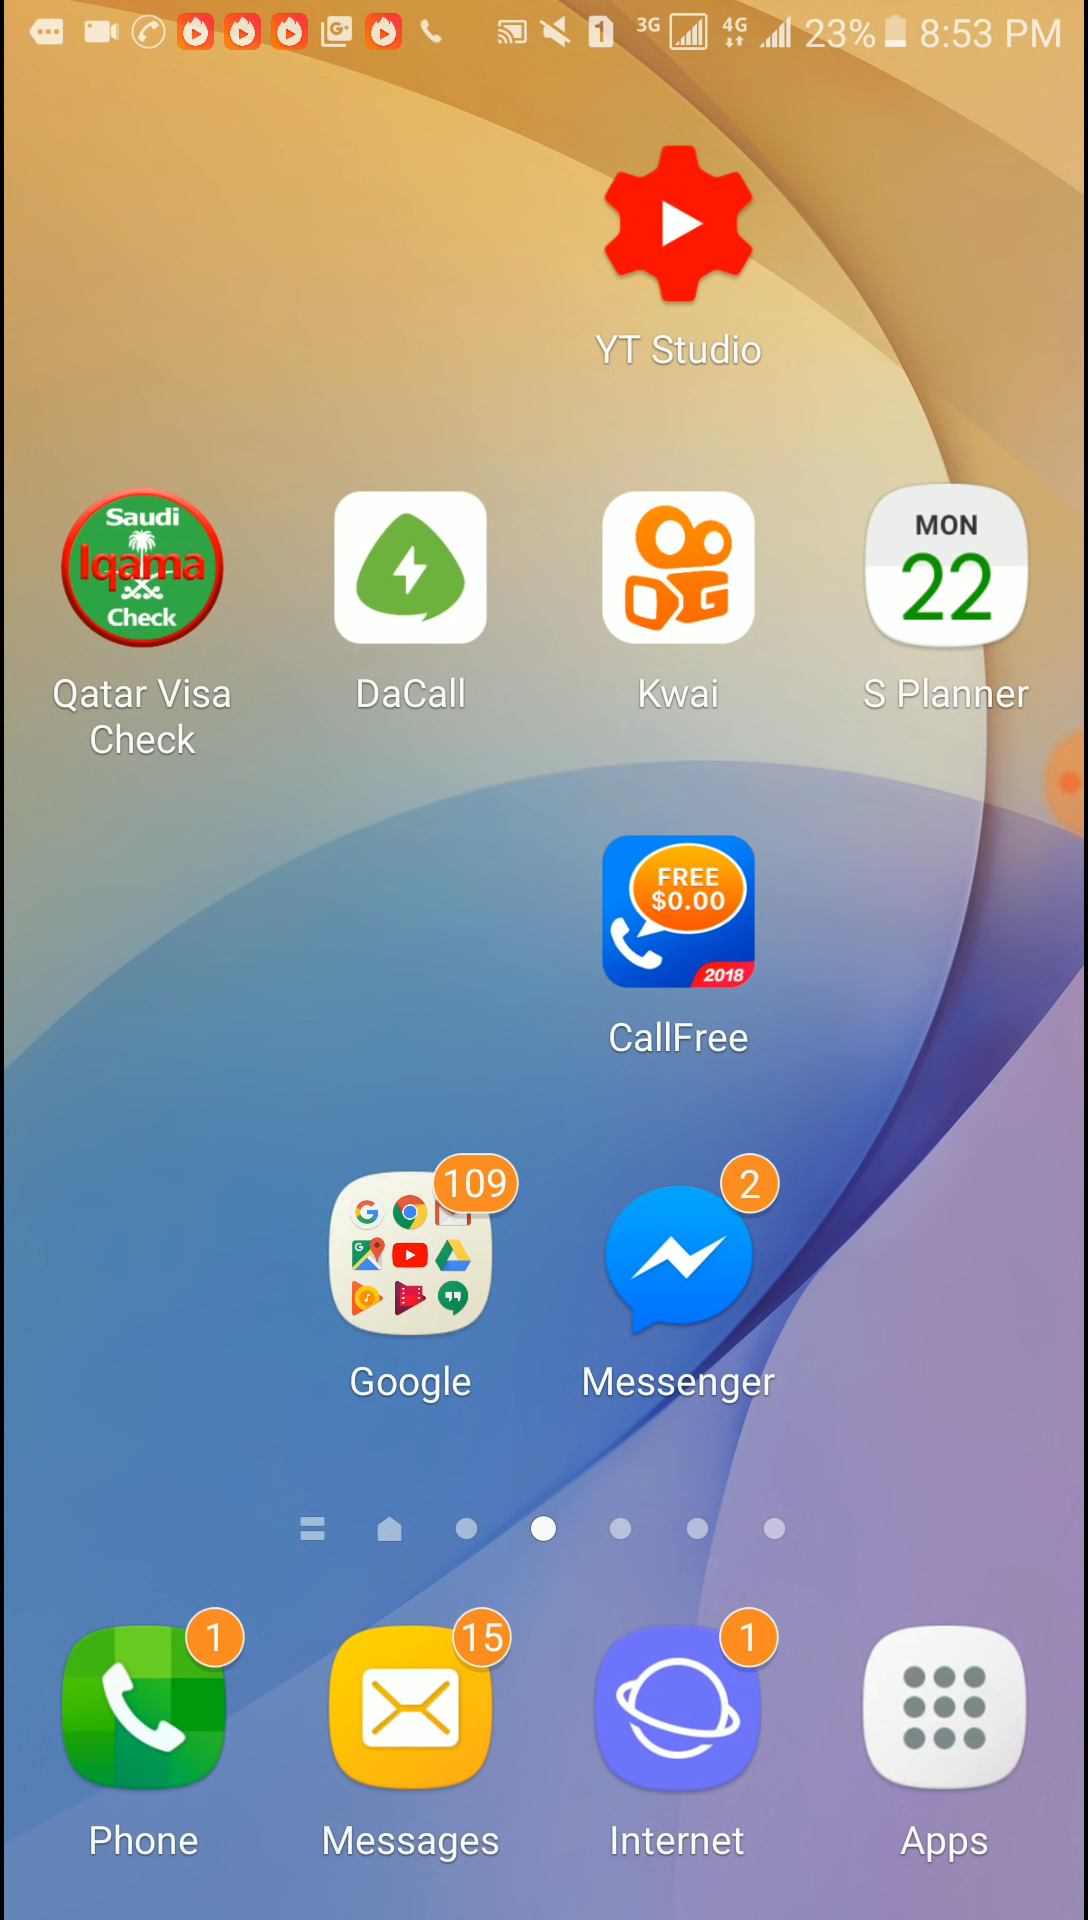 1 3G 4G 23% 8:53 PM
YT Studio
Saudi
Iqama
Check
MON
22
Qatar Visa
Check
DaCall
Kwai
S Planner
FREE
$0.00
2018
CallFree
109
2
Google
Messenger
1
15
1
Phone
Messages
Internet
Apps